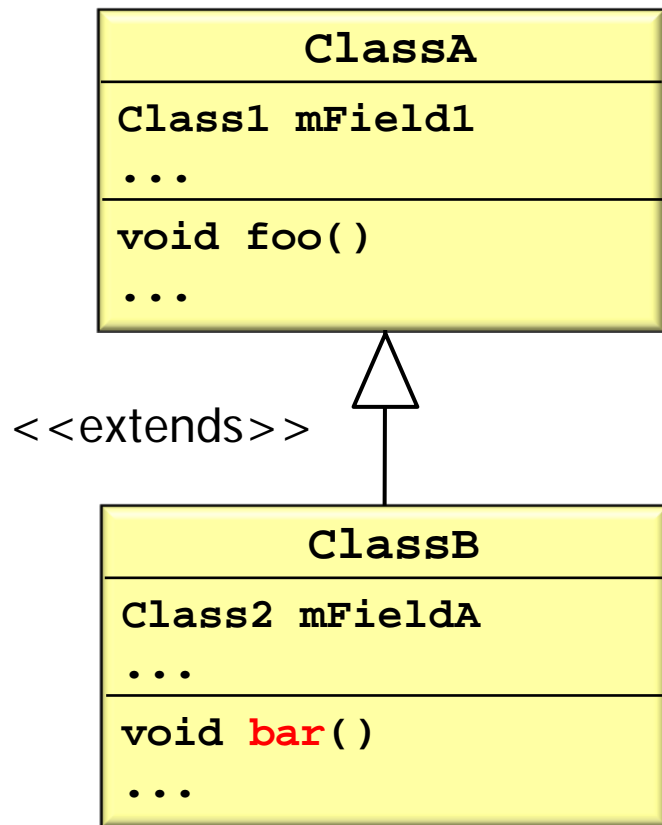 ClassA
Class1 mField1
...
void foo()
...
<<extends>>
ClassB
Class2 mFieldA
...
void bar()
...